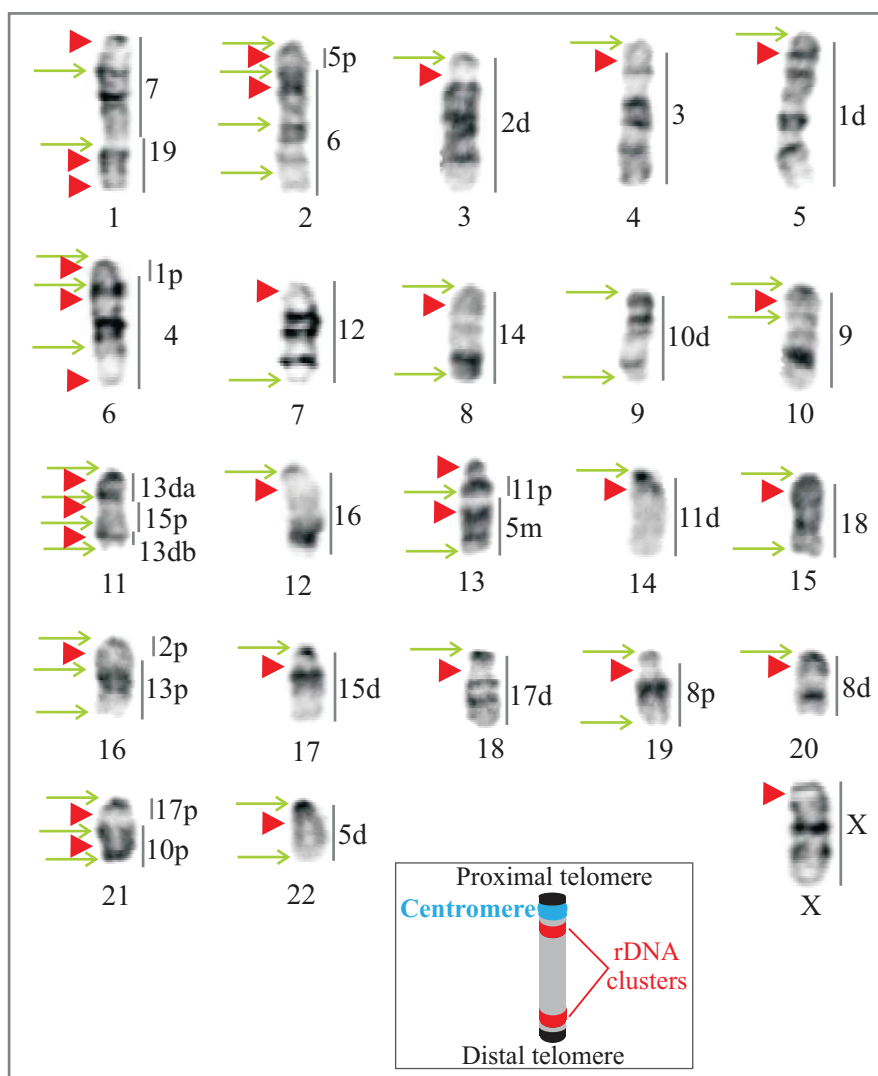 7
19
1
5p
6
2
2d
3
3
4
1d
5
1p
4
6
12
7
14
8
10d
9
9
10
13da
15p
13db
11
16
12
11p
5m
13
11d
14
18
15
2p
13p
16
15d
17
17d
18
8p
19
8d
20
17p
10p
21
5d
22
X
X
Proximal telomere
Centromere
rDNA
clusters
Distal telomere